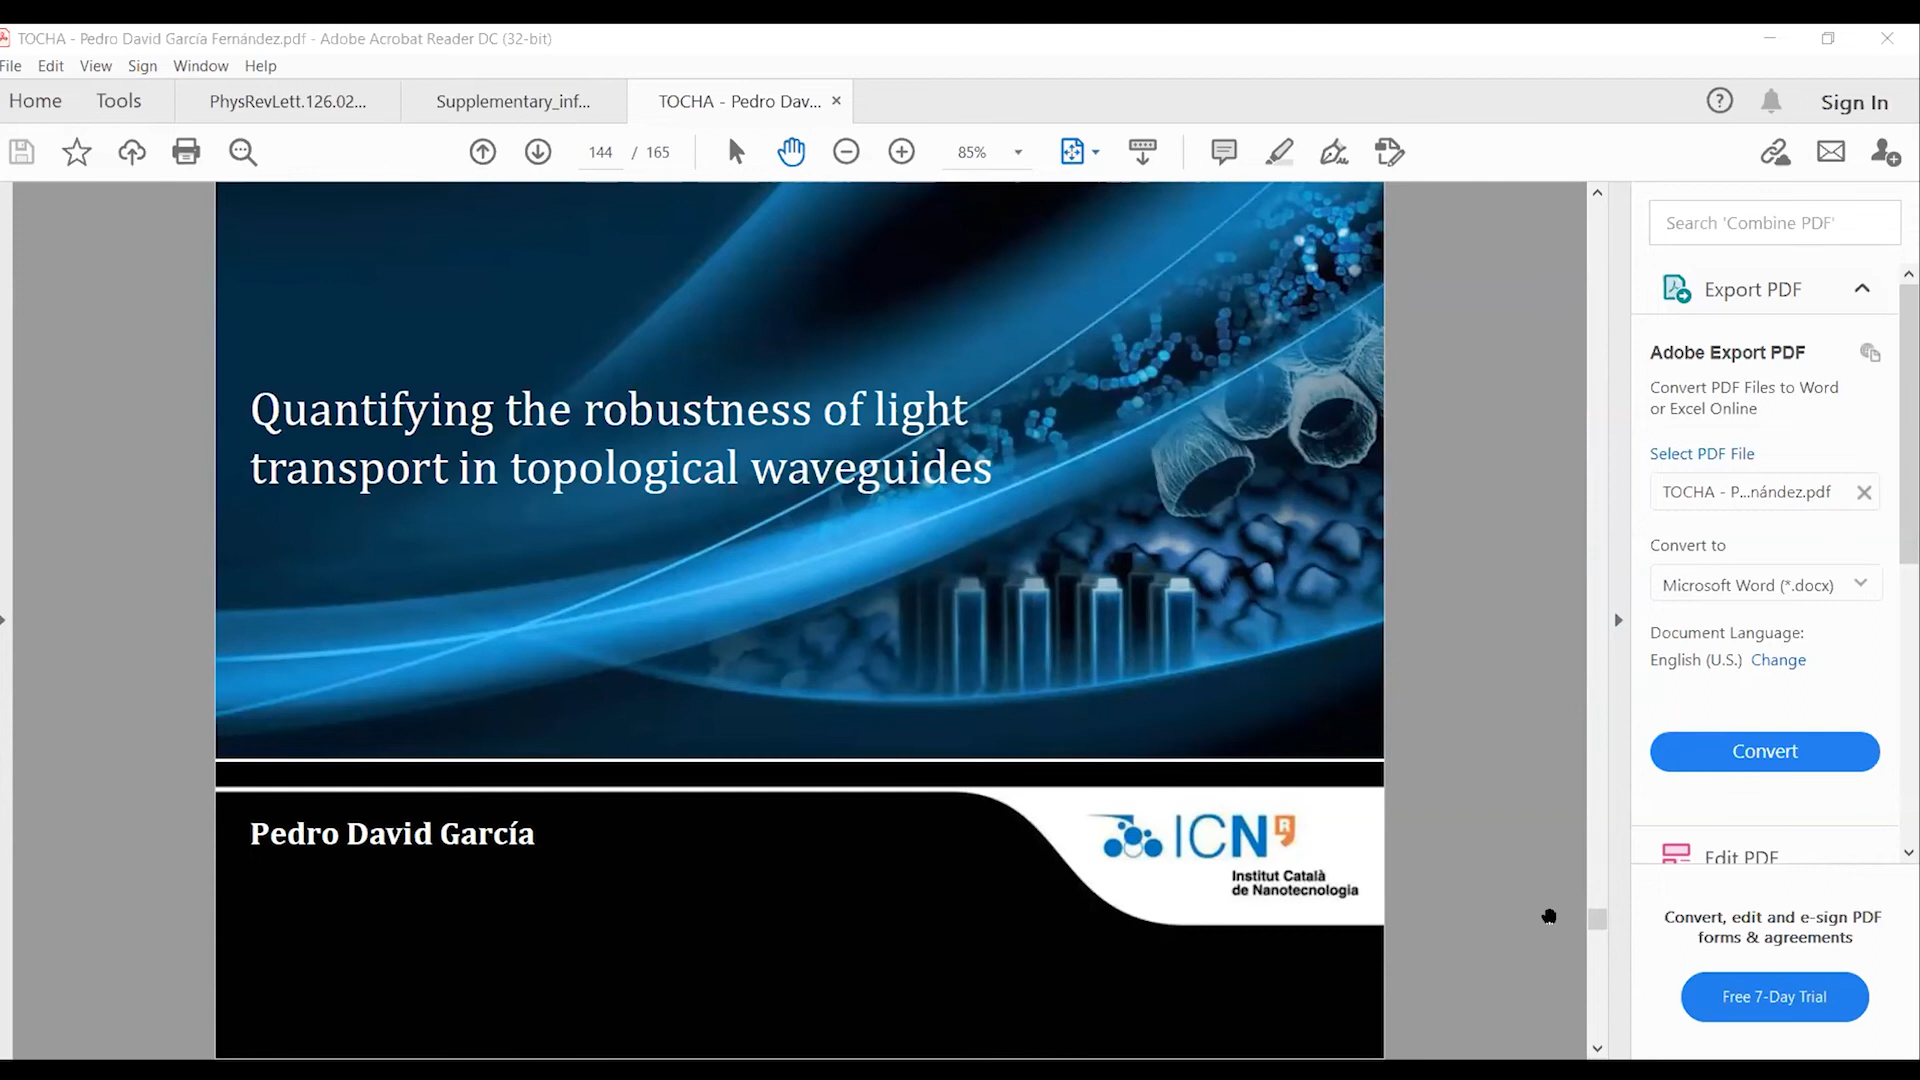 TOCHA - Pedro David García Fernández.pdf - Adobe Acrobat Reader DC (32-bit)
File Edit View Sign Window Help
Home Tools PhysRevLett.126.02... Supplementary_inf... TOCHA - Pedro Dav... Sign In
144 / 165 85%
Quantifying the robustness of light
transport in topological waveguides
Pedro David García
ICN
R
Institut Català
de Nanotecnologia
Search 'Combine PDF'
Export PDF
Adobe Export PDF
Convert PDF Files to Word
or Excel Online
Select PDF File
TOCHA - P...nández.pdf
Convert to
Microsoft Word (*.docx)
Document Language:
English (U.S.) Change
Convert
Edit PDF
Convert, edit and e-sign PDF
forms & agreements
Free 7-Day Trial